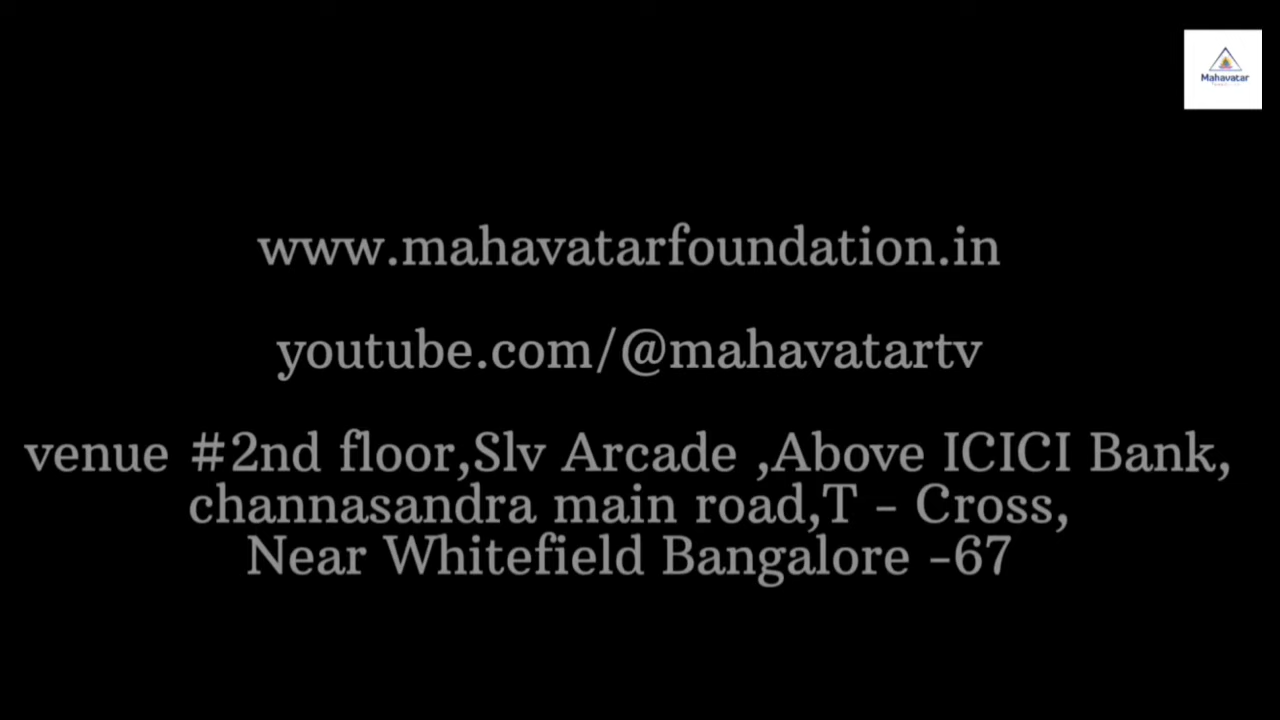 Mahavatar
www.mahavatarfoundation.in
youtube.com/@mahavatartv
venue #2nd floor,Slv Arcade ,Above ICICI Bank,
channasandra main road,T - Cross,
Near Whitefield Bangalore -67